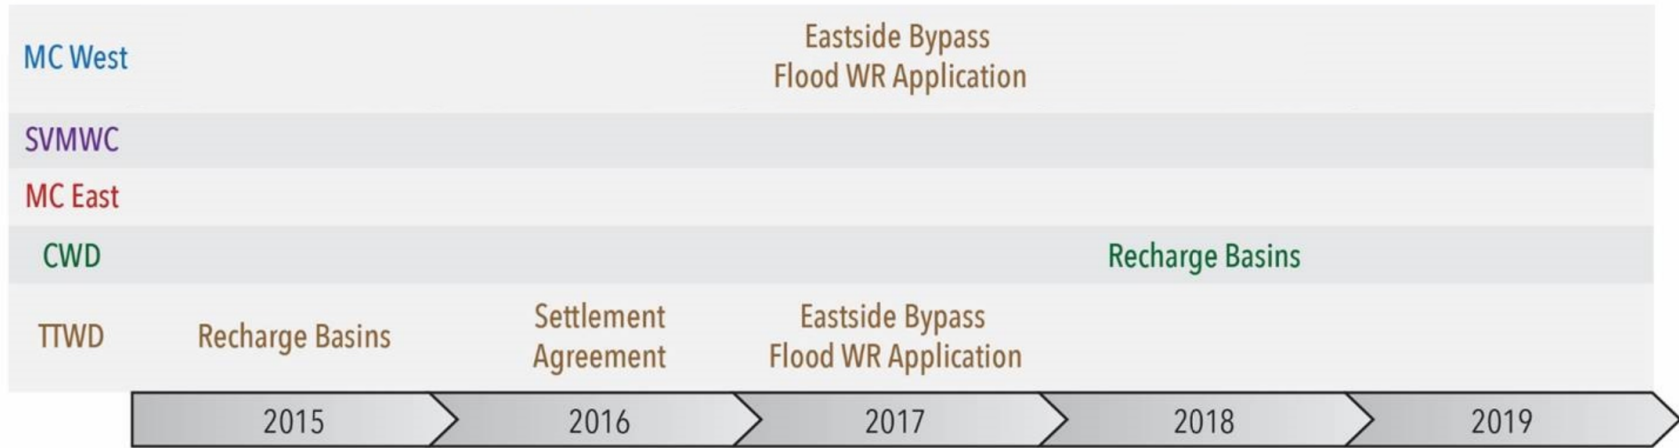 MC West
Eastside Bypass
Flood WR Application
SVMWC
MC East
CWD
Recharge Basins
TTWD
Recharge Basins
Settlement
Agreement
Eastside Bypass
Flood WR Application
2015
2016
2017
2018
2019